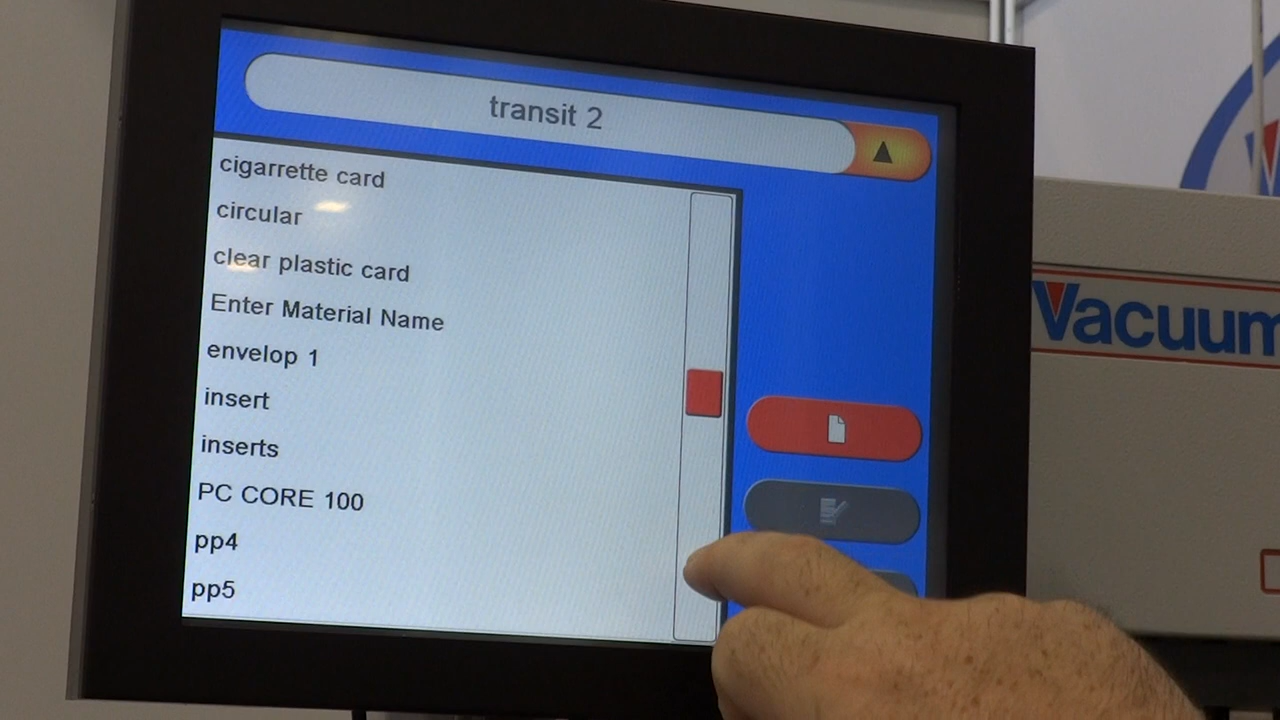 transit 2
cigarrette card
circular
clear plastic card
Enter Material Name
envelop 1
insert
inserts
PC CORE 100
pp4
pp5
Vacuum